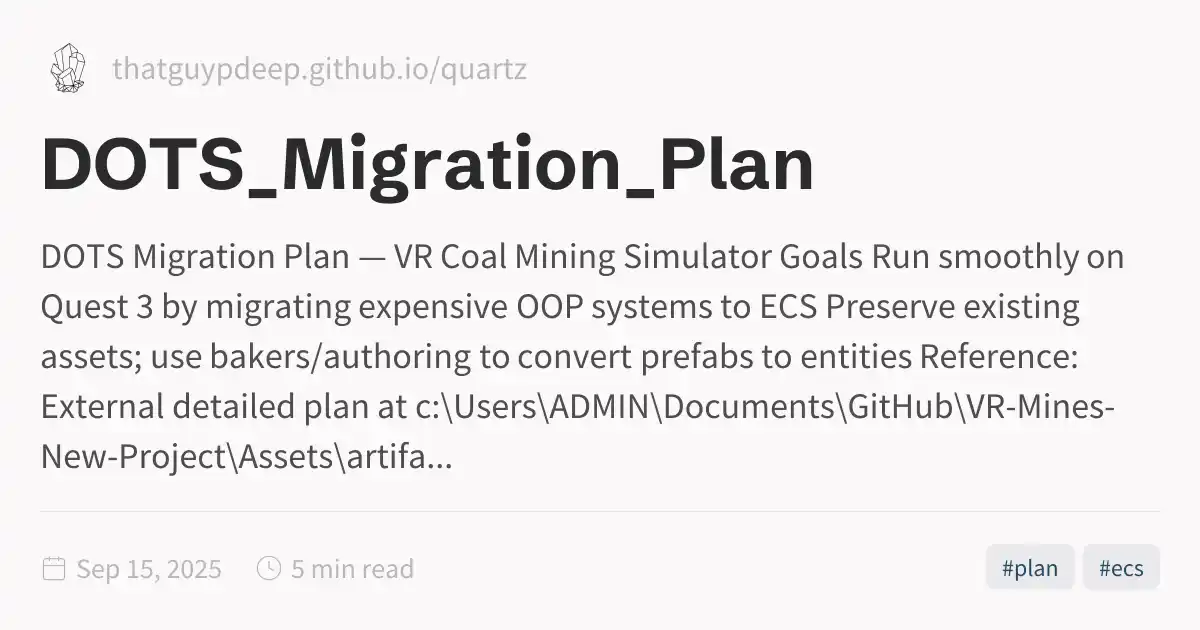 thatguypdeep.github.io/quartz
DOTS_Migration_Plan
DOTS Migration Plan — VR Coal Mining Simulator Goals Run smoothly on
Quest 3 by migrating expensive OOP systems to ECS Preserve existing
assets; use bakers/authoring to convert prefabs to entities Reference:
External detailed plan at c:\Users\ADMIN\Documents\GitHub\VR-Mines-
New-Project\Assets\artifa...
Sep 15, 2025 5 min read #plan #ecs